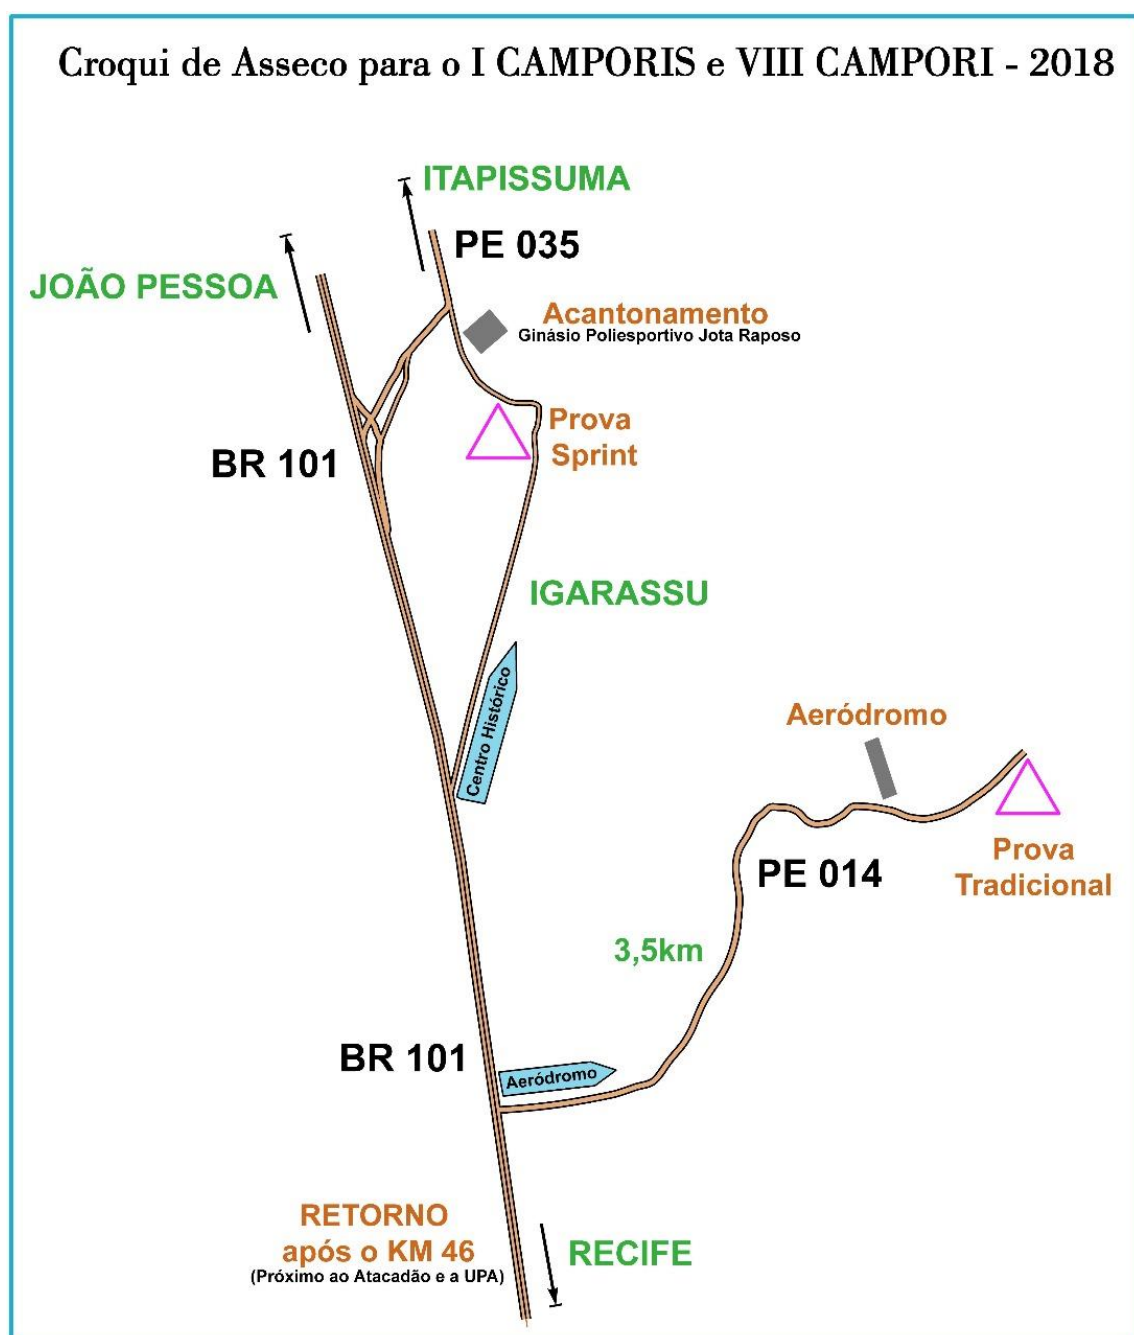 Croqui de Asseco para o I CAMPORIS e VIII CAMPORI - 2018
ITAPISSUMA
PE 035
JOÃO PESSOA
Acantonamento
Ginásio Poliesportivo Jota Raposo
Prova
Sprint
BR 101
IGARASSU
Centro Histórico
Aeródromo
PE 014
Prova
Tradicional
3,5km
BR 101
Aeródromo
RETORNO
após o KM 46
(Próximo ao Atacadão e a UPA)
RECIFE